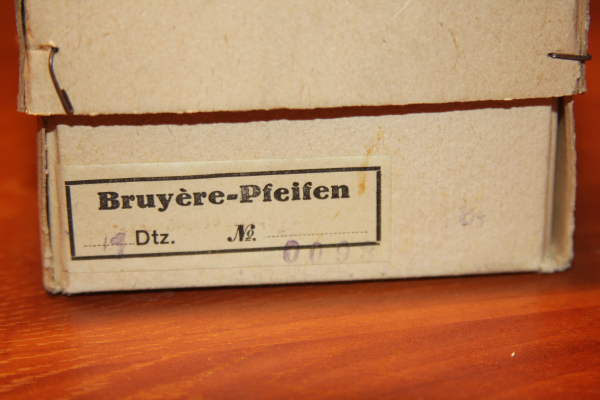 Bruyère-Pfeifen
Dtz. №.